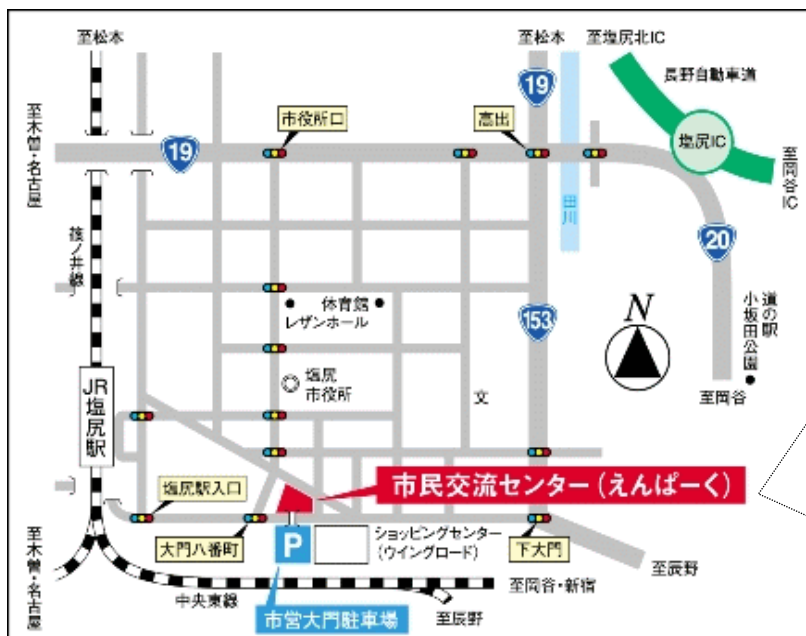 至松本
至松本
至塩尻北IC
長野自動車道
19
市役所口
高出
塩尻IC
至木曽・名古屋
19
至岡谷IC
田川
20
篠ノ井線
体育館
レザンホール
153
N
道の駅
小坂田公園
JR塩尻駅
塩尻
市役所
文
至岡谷
塩尻駅入口
市民交流センター(えんぱーく)
大門八番町
P
ショッピングセンター
(ウイングロード)
下大門
至木曽・名古屋
至辰野
中央東線
至岡谷・新宿
市営大門駐車場
至辰野